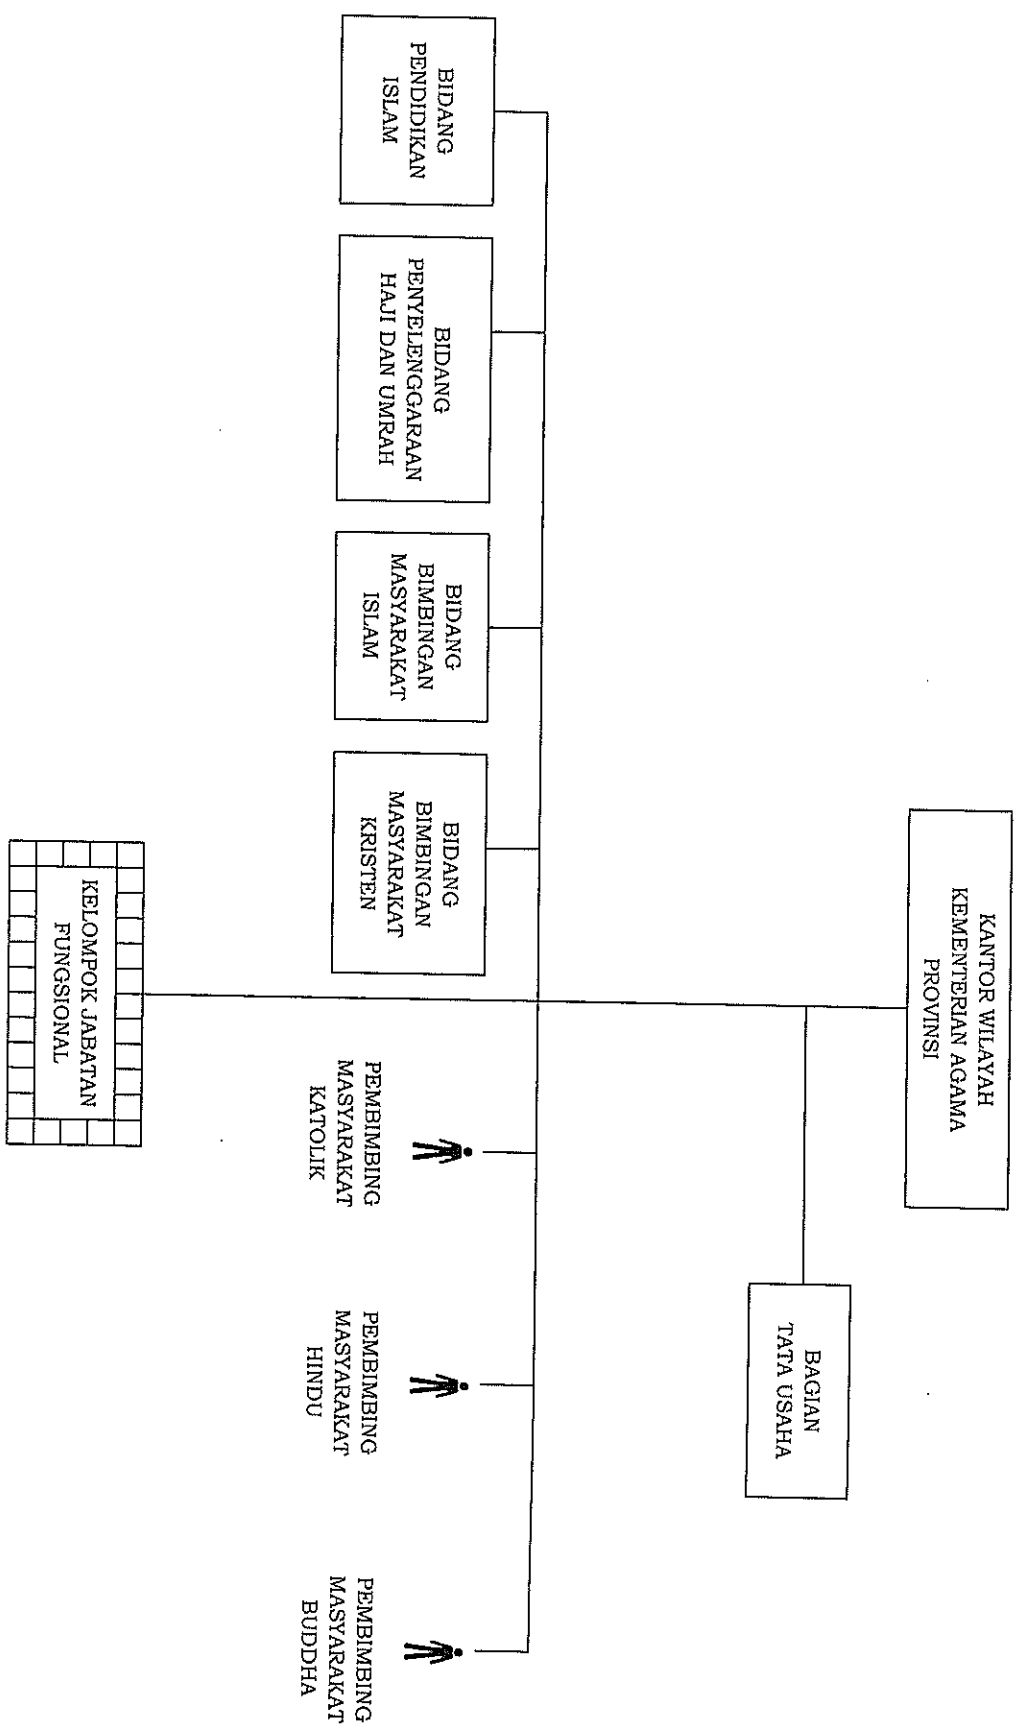 KANTOR WILAYAH
KEMENTERIAN AGAMA
PROVINSI
BAGIAN
TATA USAHA
BIDANG
PENDIDIKAN
ISLAM
BIDANG
PENYELENGGARAAN
HAJI DAN UMRAH
BIDANG
BIMBINGAN
MASYARAKAT
ISLAM
BIDANG
BIMBINGAN
MASYARAKAT
KRISTEN
PEMBIMBING
MASYARAKAT
KATOLIK
PEMBIMBING
MASYARAKAT
HINDU
PEMBIMBING
MASYARAKAT
BUDDHA
KELOMPOK JABATAN
FUNGSIONAL